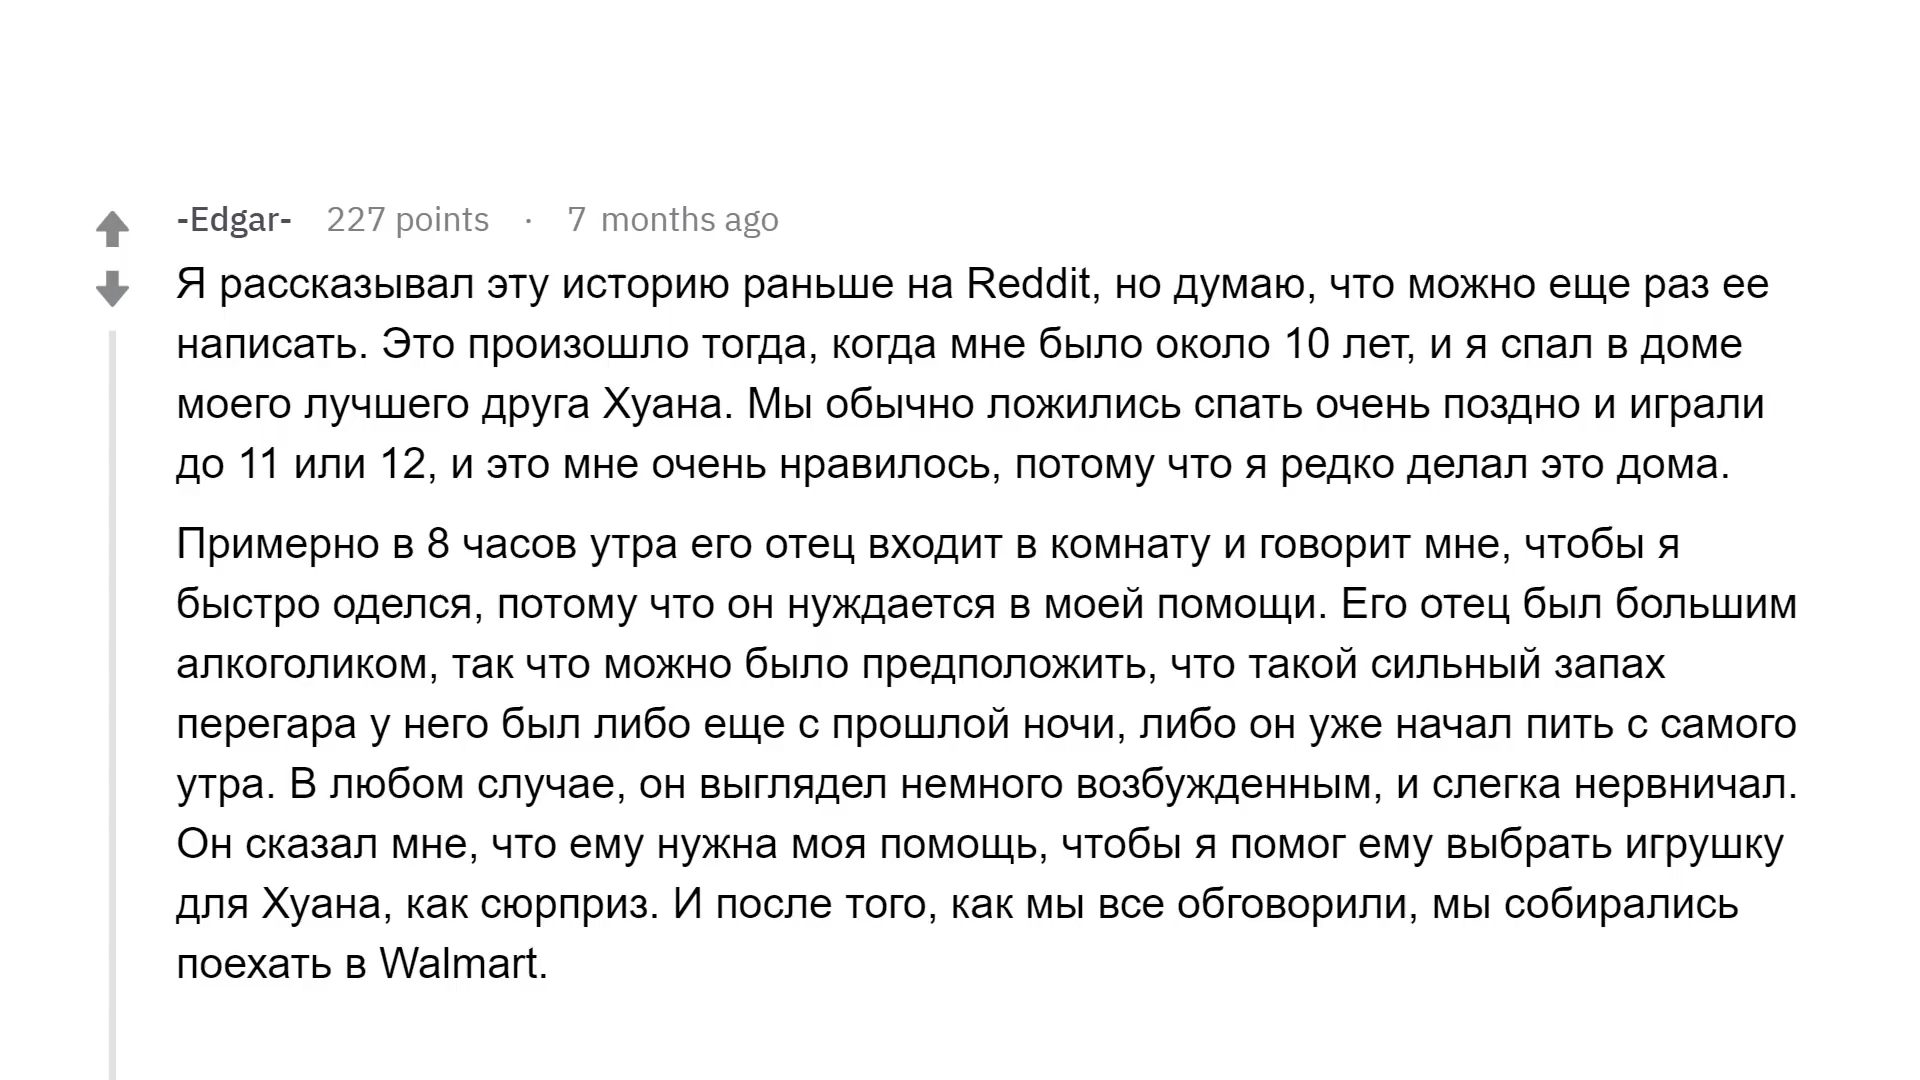 -Edgar- 227 points · 7 months ago
Я рассказывал эту историю раньше на Reddit, но думаю, что можно еще раз ее
написать. Это произошло тогда, когда мне было около 10 лет, и я спал в доме
моего лучшего друга Хуана. Мы обычно ложились спать очень поздно и играли
до 11 или 12, и это мне очень нравилось, потому что я редко делал это дома.
Примерно в 8 часов утра его отец входит в комнату и говорит мне, чтобы я
быстро оделся, потому что он нуждается в моей помощи. Его отец был большим
алкоголиком, так что можно было предположить, что такой сильный запах
перегара у него был либо еще с прошлой ночи, либо он уже начал пить с самого
утра. В любом случае, он выглядел немного возбужденным, и слегка нервничал.
Он сказал мне, что ему нужна моя помощь, чтобы я помог ему выбрать игрушку
для Хуана, как сюрприз. И после того, как мы все обговорили, мы собирались
поехать в Walmart.